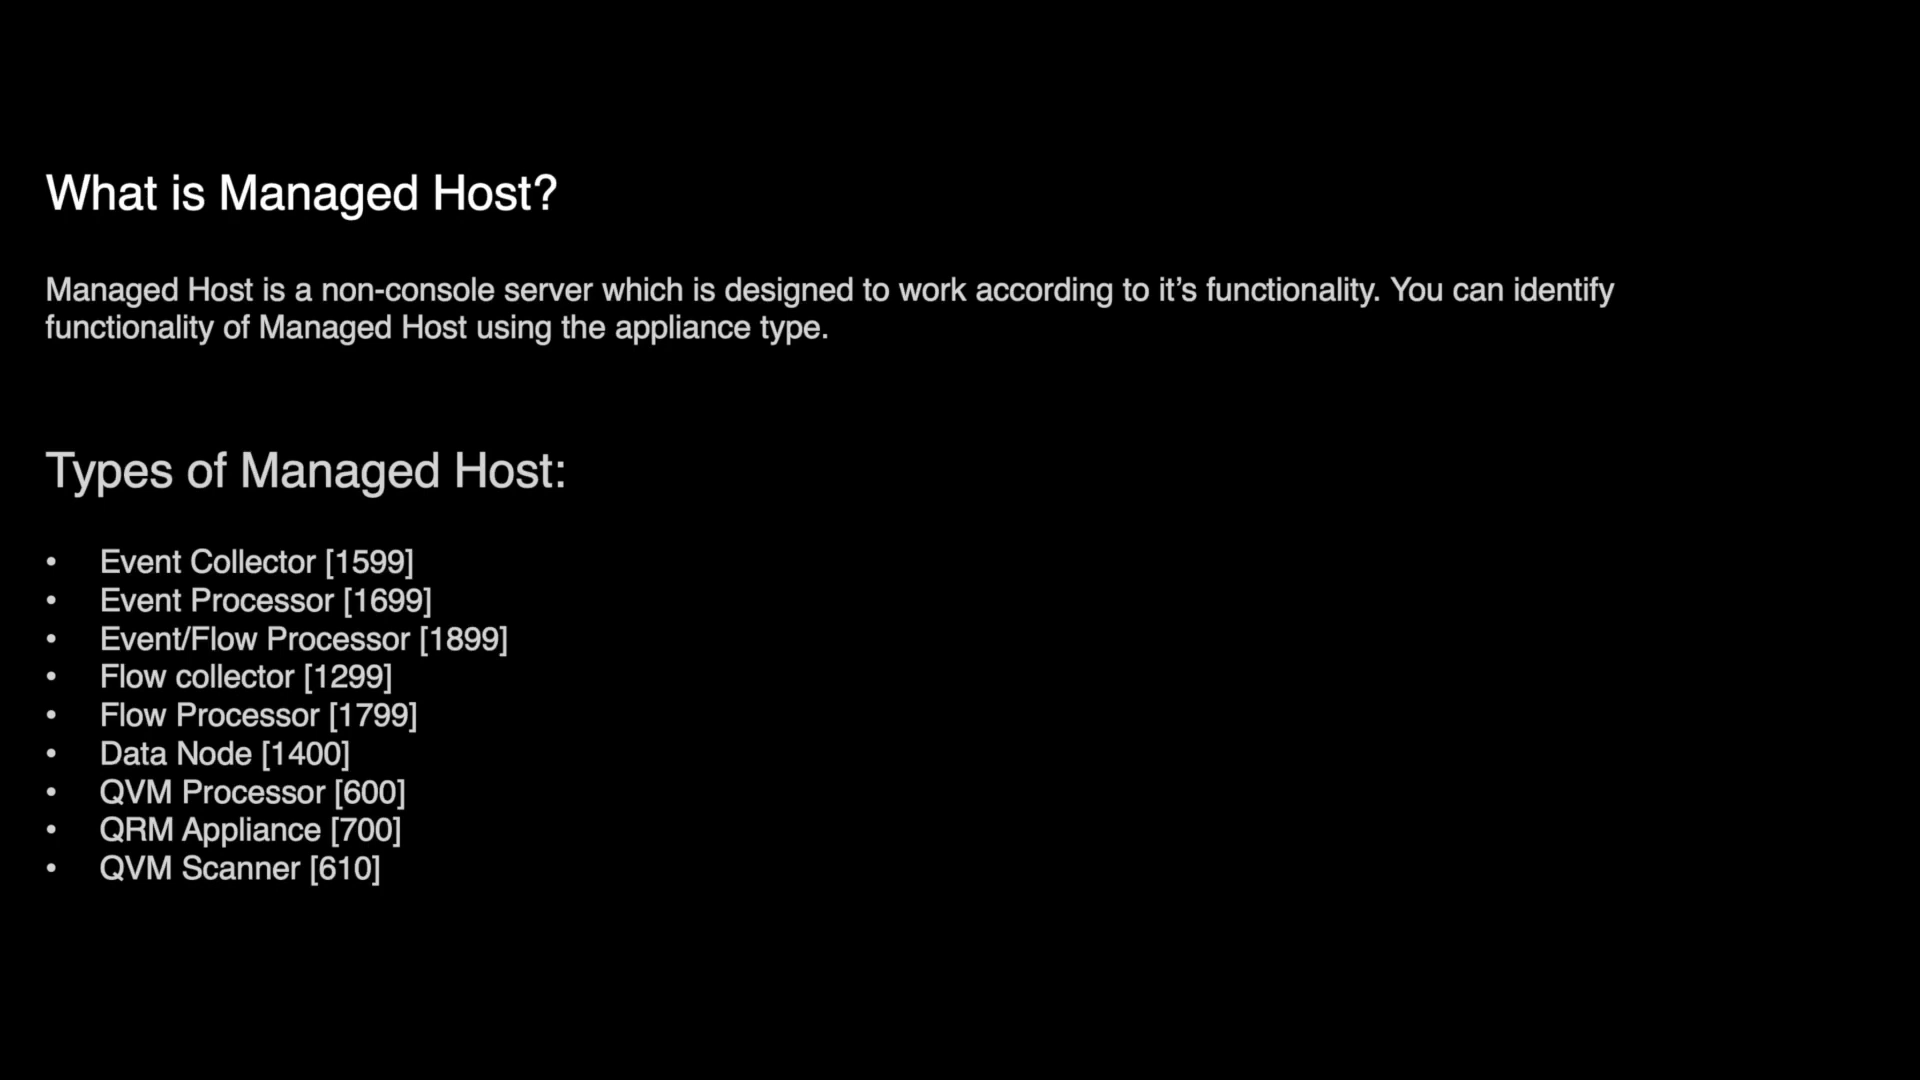 What is Managed Host?
Managed Host is a non-console server which is designed to work according to it’s functionality. You can identify
functionality of Managed Host using the appliance type.
Types of Managed Host:
• Event Collector [1599]
• Event Processor [1699]
• Event/Flow Processor [1899]
• Flow collector [1299]
• Flow Processor [1799]
• Data Node [1400]
• QVM Processor [600]
• QRM Appliance [700]
• QVM Scanner [610]